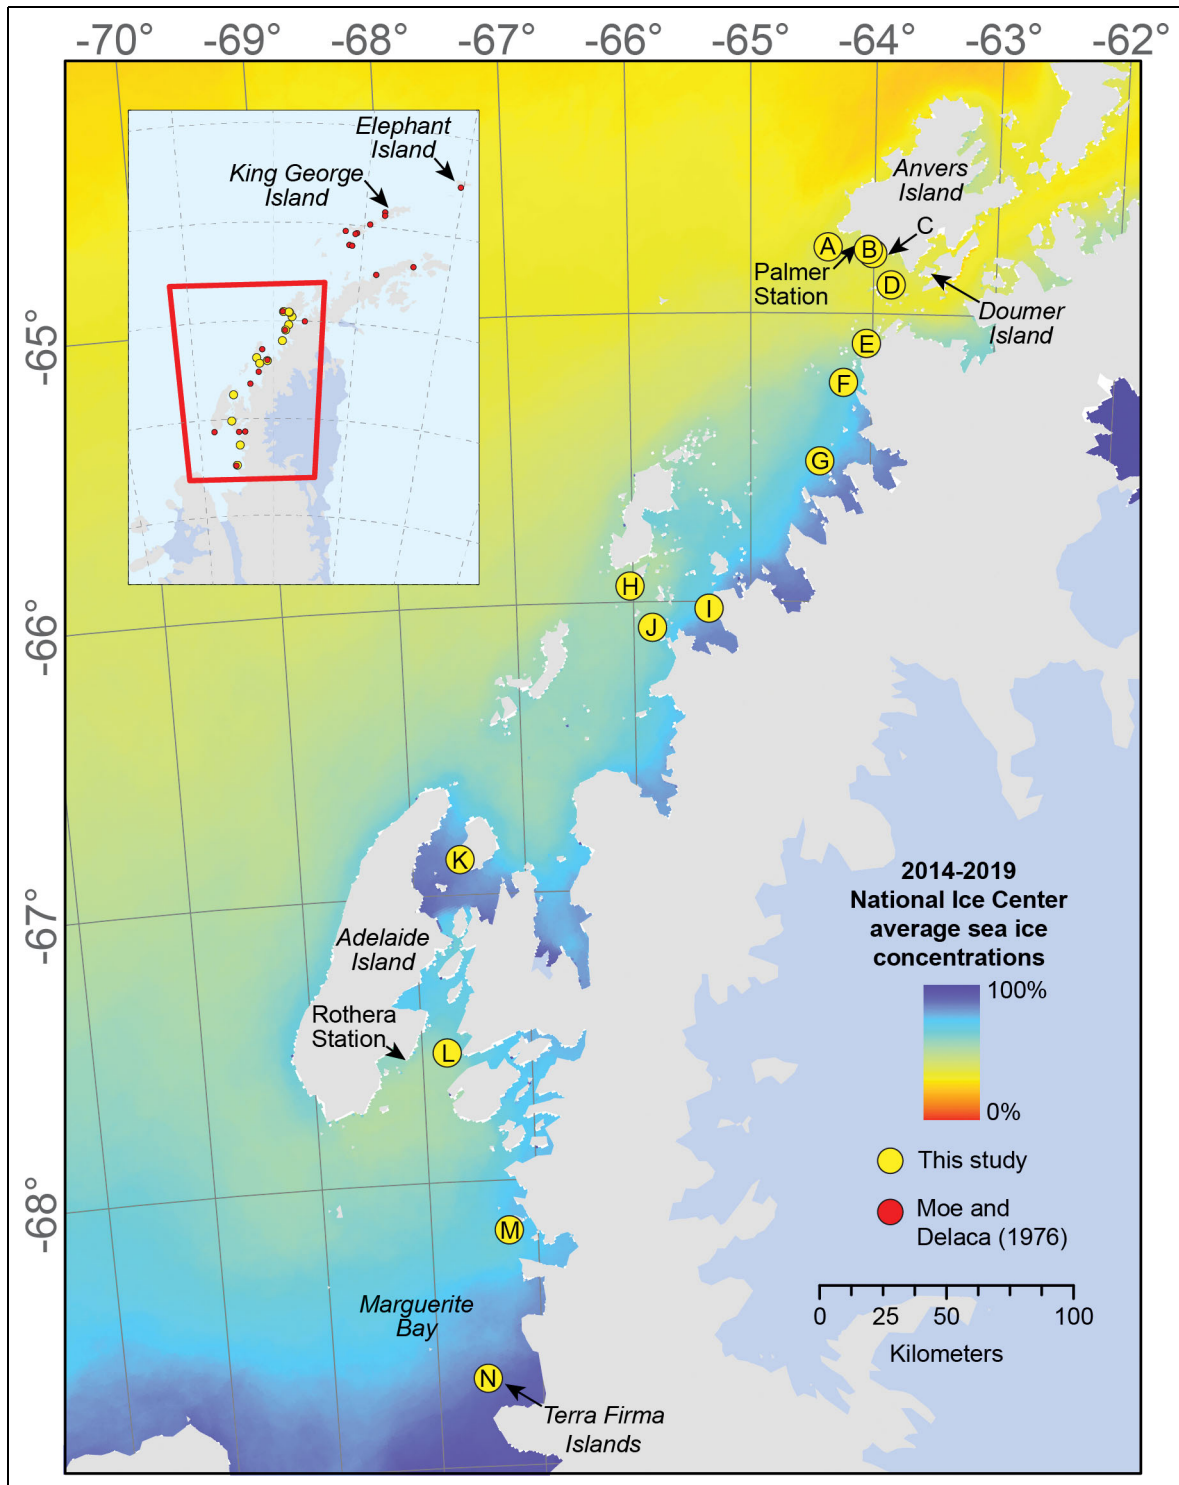 -70° -69° -68° -67° -66° -65° -64° -63° -62°
Elephant
Island
King George
Island
Anvers
Island
A
B
C
Palmer
Station
D
Doumer
Island
-65°
E
F
G
H
I
J
-66°
K
-67°
Adelaide
Island
Rothera
Station
L
2014-2019
National Ice Center
average sea ice
concentrations
100%
0%
This study
Moe and
Delaca (1976)
-68°
M
Marguerite
Bay
0 25 50 100
Kilometers
N
Terra Firma
Islands